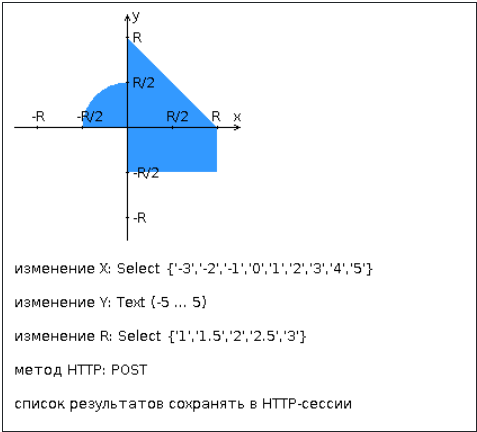 y
R
R/2
-R -R/2 R/2 R x
-R/2
-R
изменение X: Select {'-3','-2','-1','0','1','2','3','4','5'}
изменение Y: Text (-5 ... 5)
изменение R: Select {'1','1.5','2','2.5','3'}
метод HTTP: POST
список результатов сохранять в HTTP-сессии